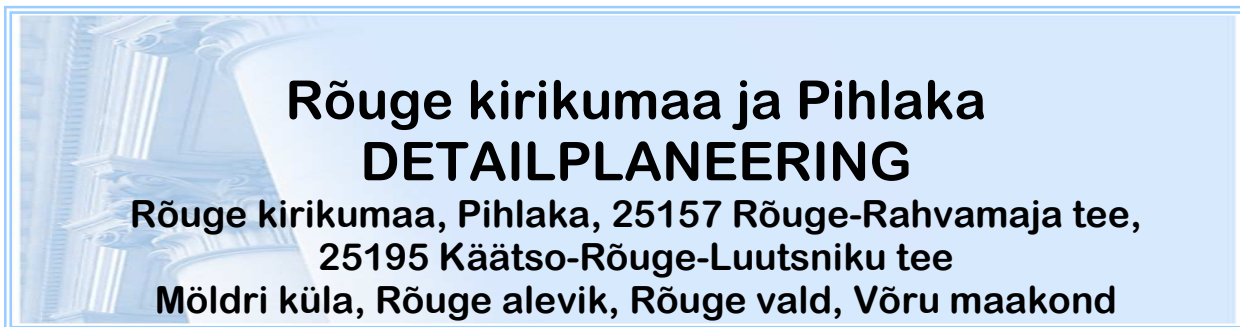 Rõuge kirikumaa ja Pihlaka
DETAILPLANEERING
Rõuge kirikumaa, Pihlaka, 25157 Rõuge-Rahvamaja tee,
25195 Käätso-Rõuge-Luutsniku tee
Möldri küla, Rõuge alevik, Rõuge vald, Võru maakond